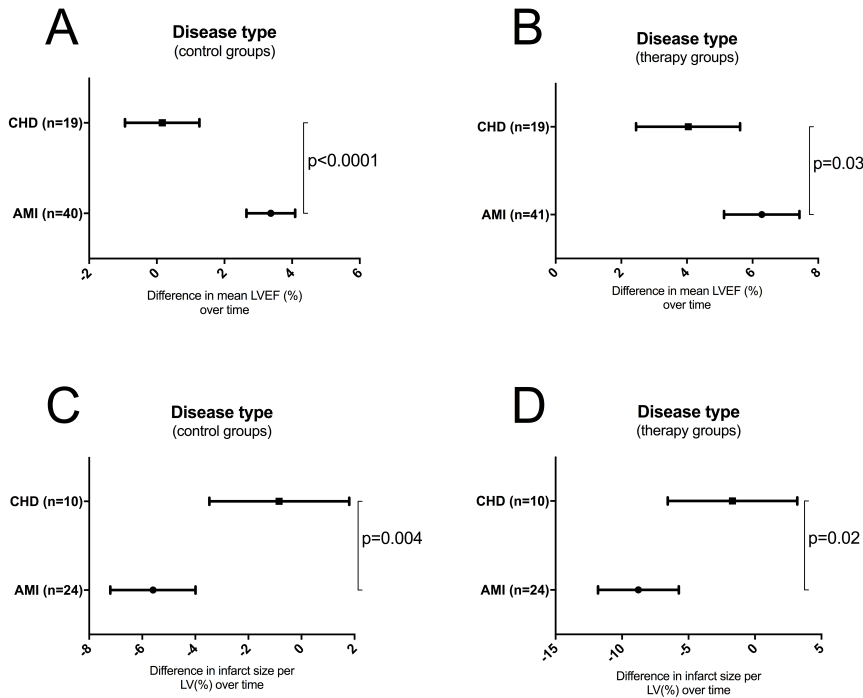 A
Disease type
(control groups)
CHD (n=19)
p<0.0001
AMI (n=40)
-2 0 2 4 6
Difference in mean LVEF (%)
over time
B
Disease type
(therapy groups)
CHD (n=19)
p=0.03
AMI (n=41)
0 2 4 6 8
Difference in mean LVEF (%)
over time
C
Disease type
(control groups)
CHD (n=10)
p=0.004
AMI (n=24)
-8 -6 -4 -2 0 2
Difference in infarct size per
LV(%) over time
D
Disease type
(therapy groups)
CHD (n=10)
p=0.02
AMI (n=24)
-15 -10 -5 0 5
Difference in infarct size per
LV(%) over time